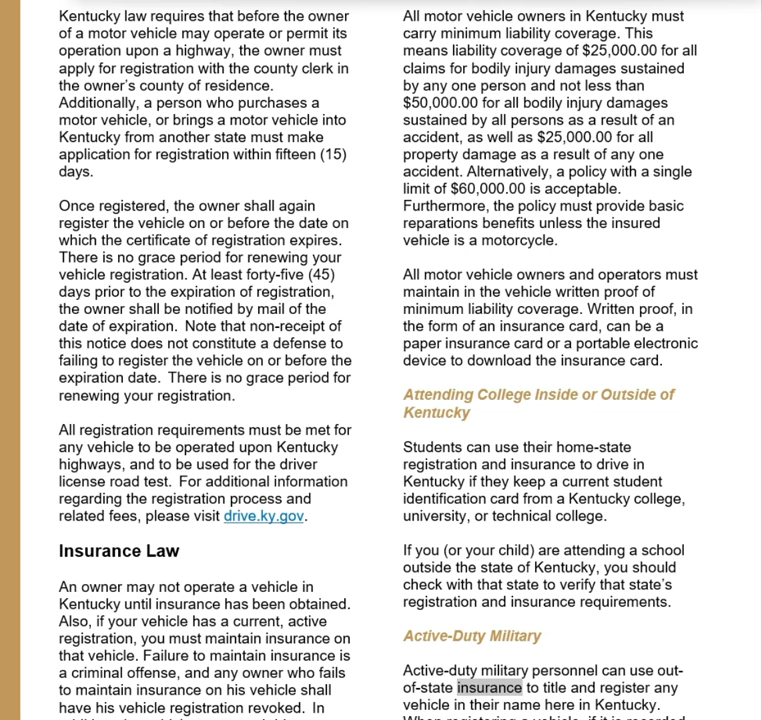 Kentucky law requires that before the owner
of a motor vehicle may operate or permit its
operation upon a highway, the owner must
apply for registration with the county clerk in
the owner's county of residence.
Additionally, a person who purchases a
motor vehicle, or brings a motor vehicle into
Kentucky from another state must make
application for registration within fifteen (15)
days.
Once registered, the owner shall again
register the vehicle on or before the date on
which the certificate of registration expires.
There is no grace period for renewing your
vehicle registration. At least forty-five (45)
days prior to the expiration of registration,
the owner shall be notified by mail of the
date of expiration. Note that non-receipt of
this notice does not constitute a defense to
failing to register the vehicle on or before the
expiration date. There is no grace period for
renewing your registration.
All registration requirements must be met for
any vehicle to be operated upon Kentucky
highways, and to be used for the driver
license road test. For additional information
regarding the registration process and
related fees, please visit drive.ky.gov.
Insurance Law
An owner may not operate a vehicle in
Kentucky until insurance has been obtained.
Also, if your vehicle has a current, active
registration, you must maintain insurance on
that vehicle. Failure to maintain insurance is
a criminal offense, and any owner who fails
to maintain insurance on his vehicle shall
have his vehicle registration revoked. In
All motor vehicle owners in Kentucky must
carry minimum liability coverage. This
means liability coverage of $25,000.00 for all
claims for bodily injury damages sustained
by any one person and not less than
$50,000.00 for all bodily injury damages
sustained by all persons as a result of an
accident, as well as $25,000.00 for all
property damage as a result of any one
accident. Alternatively, a policy with a single
limit of $60,000.00 is acceptable.
Furthermore, the policy must provide basic
reparations benefits unless the insured
vehicle is a motorcycle.
All motor vehicle owners and operators must
maintain in the vehicle written proof of
minimum liability coverage. Written proof, in
the form of an insurance card, can be a
paper insurance card or a portable electronic
device to download the insurance card.
Attending College Inside or Outside of
Kentucky
Students can use their home-state
registration and insurance to drive in
Kentucky if they keep a current student
identification card from a Kentucky college,
university, or technical college.
If you (or your child) are attending a school
outside the state of Kentucky, you should
check with that state to verify that state's
registration and insurance requirements.
Active-Duty Military
Active-duty military personnel can use out-
of-state insurance to title and register any
vehicle in their name here in Kentucky.